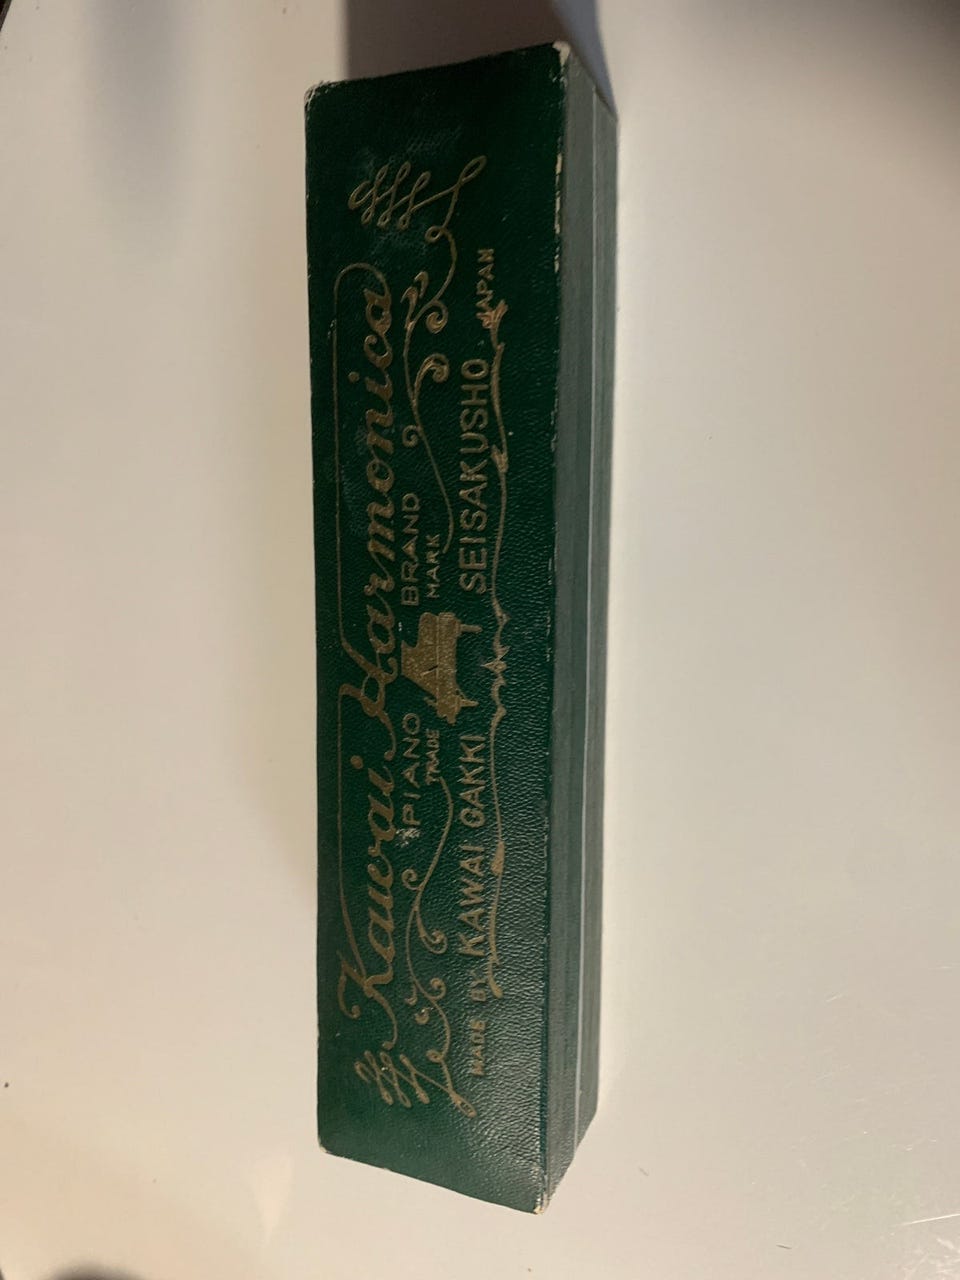 Kawai Harmonica
PIANO BRAND
TRADE MARK
MADE BY KAWAI GAKKI SEISAKUSHO JAPAN